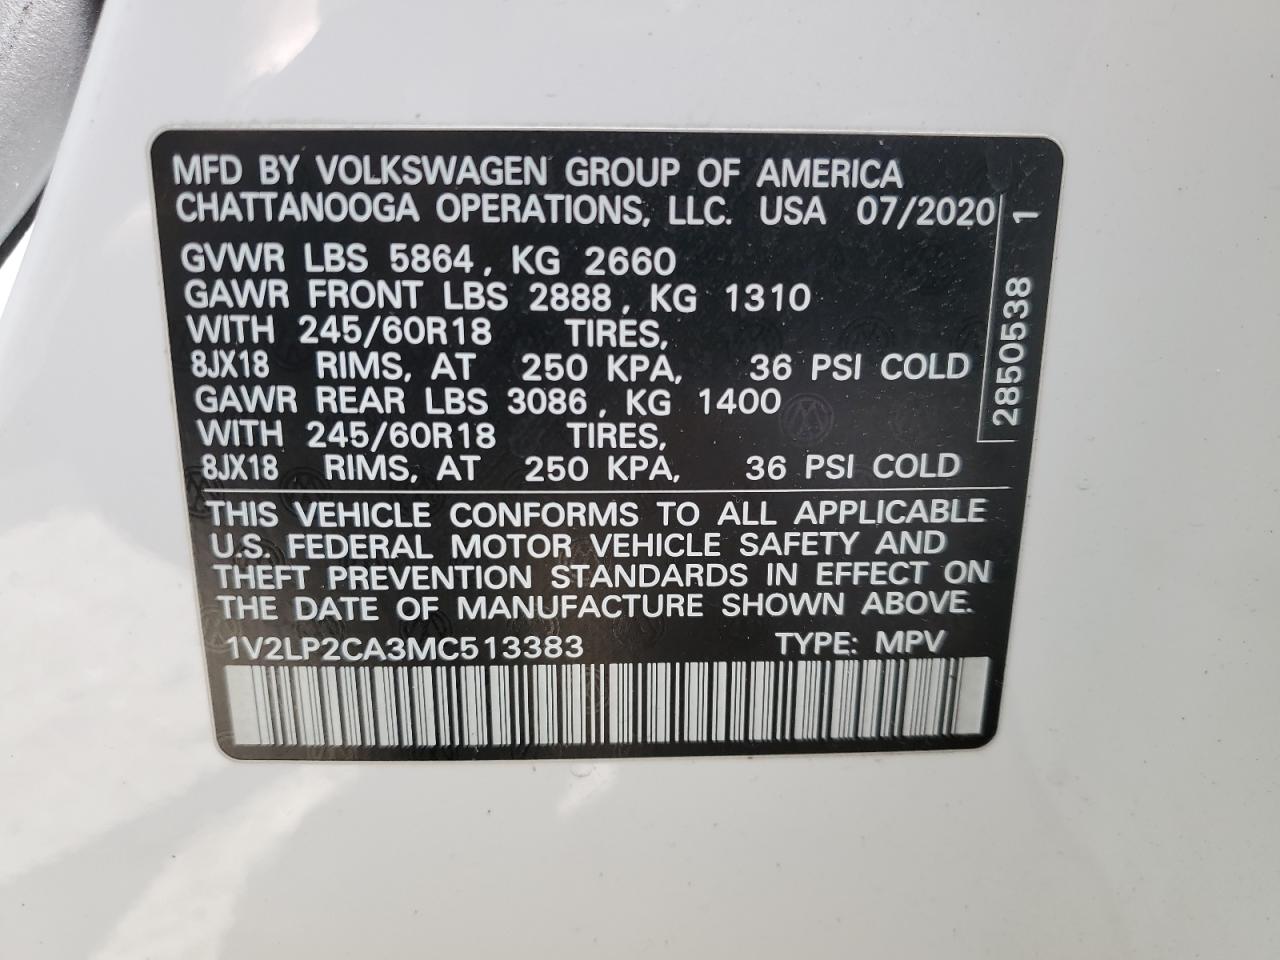 MFD BY VOLKSWAGEN GROUP OF AMERICA
CHATTANOOGA OPERATIONS, LLC. USA 07/2020
GVWR LBS 5864, KG 2660
GAWR FRONT LBS 2888, KG 1310
WITH 245/60R18 TIRES,
8JX18 RIMS, AT 250 KPA, 36 PSI COLD
GAWR REAR LBS 3086, KG 1400
WITH 245/60R18 TIRES,
8JX18 RIMS, AT 250 KPA, 36 PSI COLD
2850538 1
THIS VEHICLE CONFORMS TO ALL APPLICABLE
U.S. FEDERAL MOTOR VEHICLE SAFETY AND
THEFT PREVENTION STANDARDS IN EFFECT ON
THE DATE OF MANUFACTURE SHOWN ABOVE.
1V2LP2CA3MC513383 TYPE: MPV